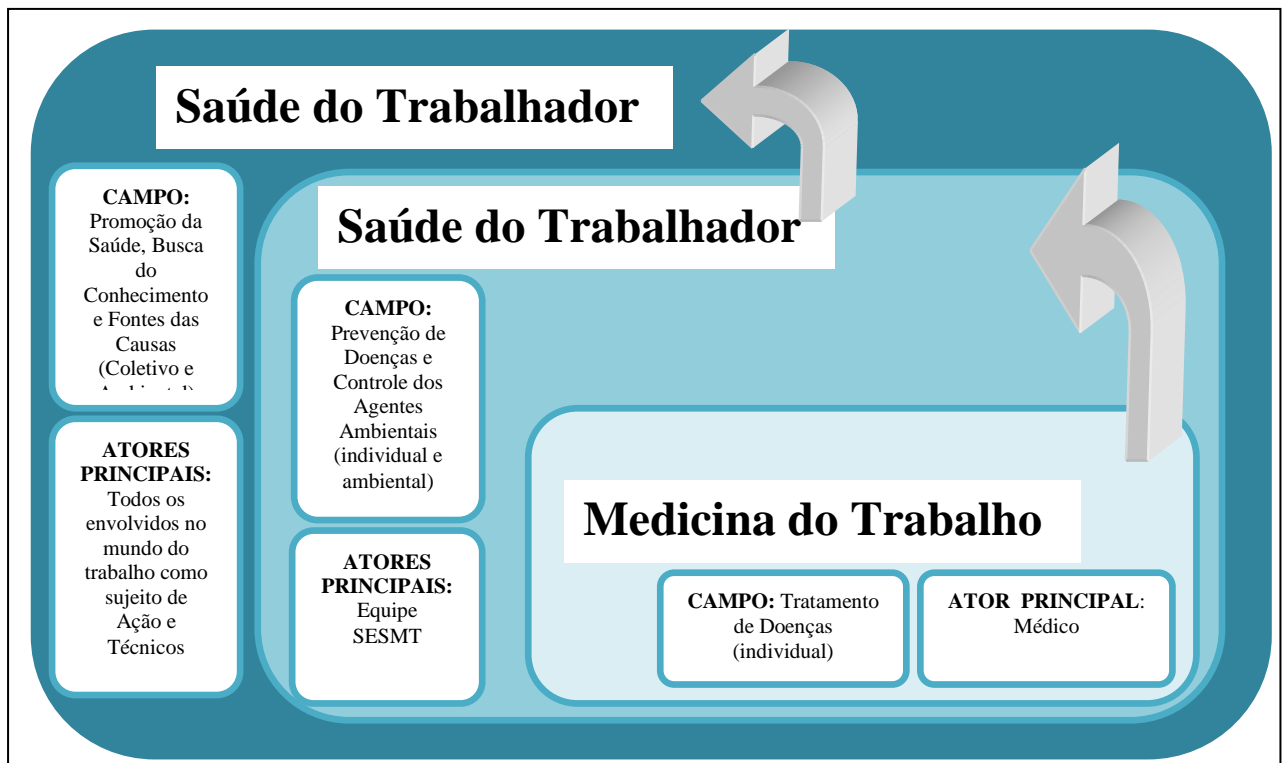 Saúde do Trabalhador
CAMPO:
Promoção da
Saúde, Busca
do
Conhecimento
e Fontes das
Causas
(Coletivo e
ATORES
PRINCIPAIS:
Todos os
envolvidos no
mundo do
trabalho como
sujeito de
Ação e
Técnicos
Saúde do Trabalhador
CAMPO:
Prevenção de
Doenças e
Controle dos
Agentes
Ambientais
(individual e
ambiental)
ATORES
PRINCIPAIS:
Equipe
SESMT
Medicina do Trabalho
CAMPO: Tratamento
de Doenças
(individual)
ATOR PRINCIPAL:
Médico